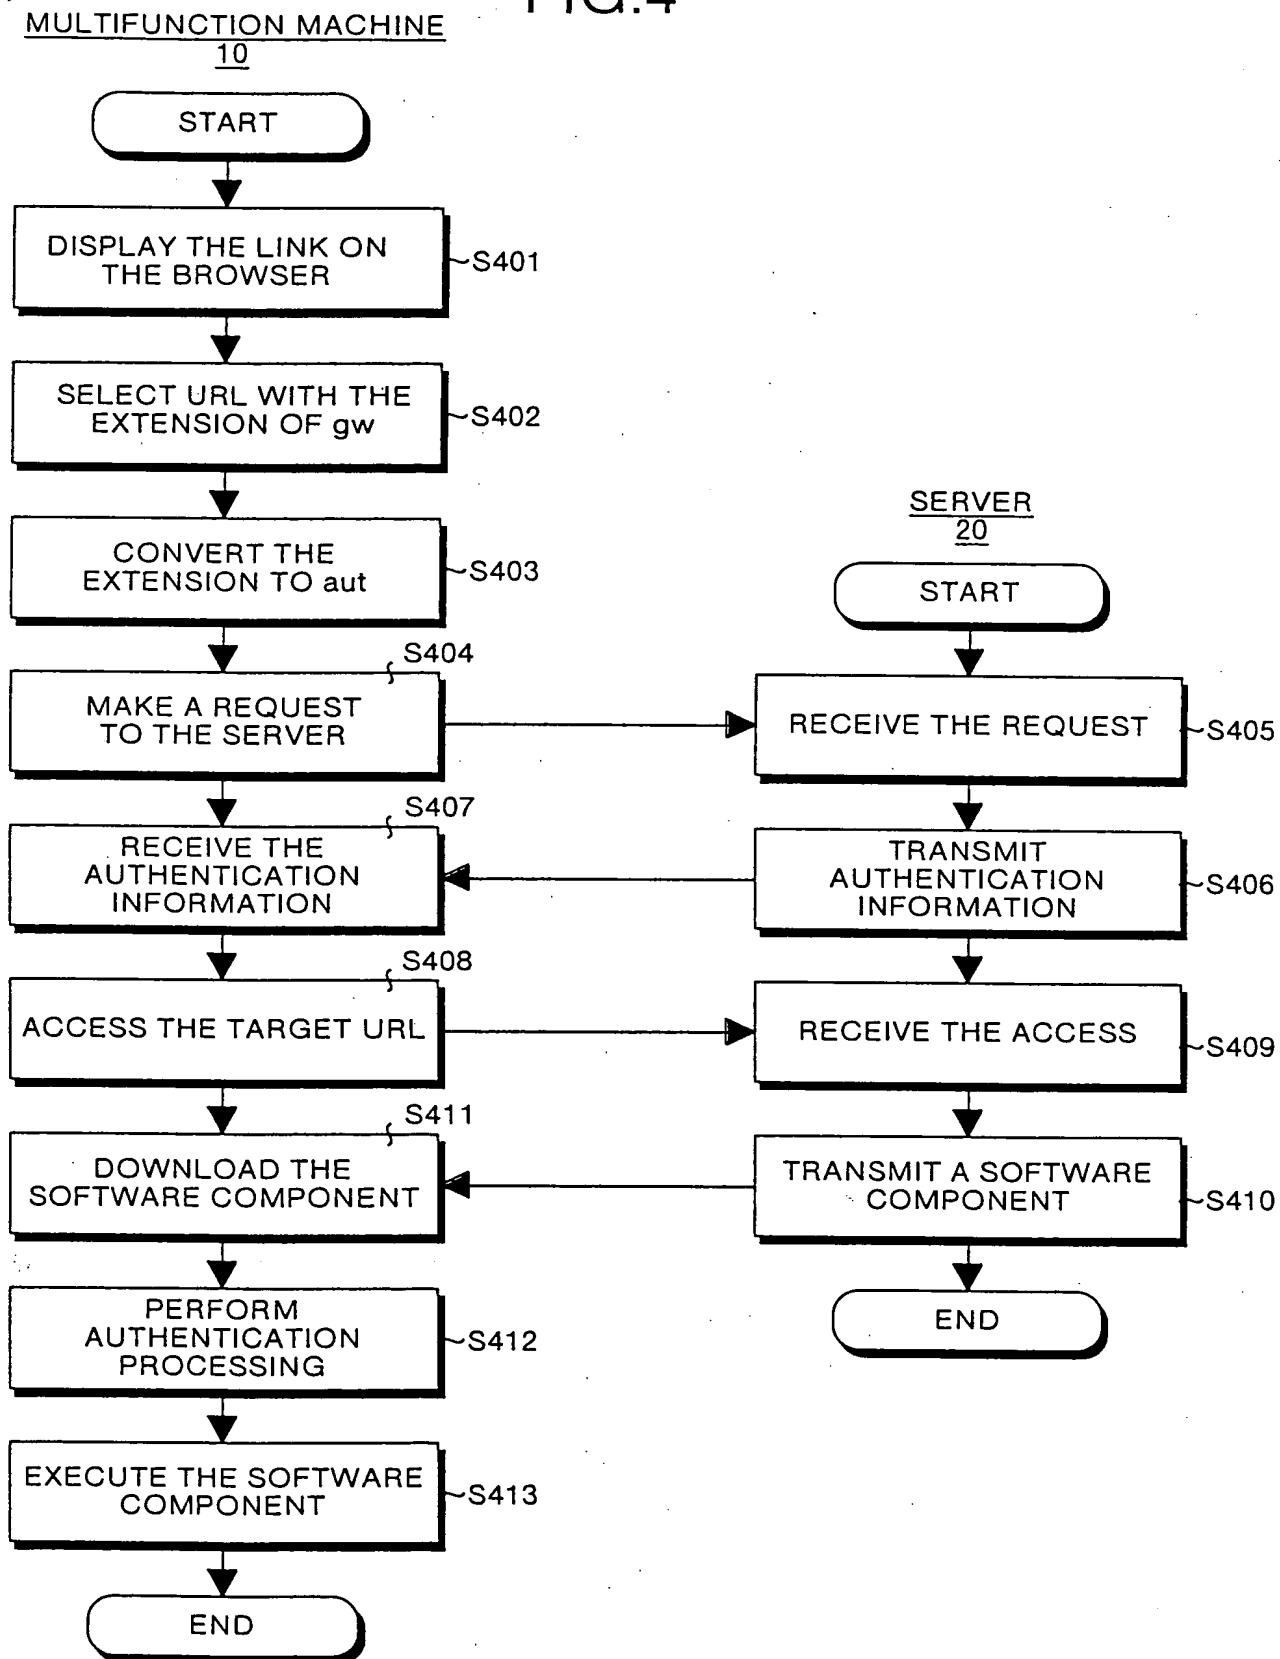 FIG.4
MULTIFUNCTION MACHINE
10
START
DISPLAY THE LINK ON
THE BROWSER
S401
SELECT URL WITH THE
EXTENSION OF gw
S402
CONVERT THE
EXTENSION TO aut
S403
SERVER
20
START
S404
MAKE A REQUEST
TO THE SERVER
RECEIVE THE REQUEST
S405
S407
RECEIVE THE
AUTHENTICATION
INFORMATION
TRANSMIT
AUTHENTICATION
INFORMATION
S406
S408
ACCESS THE TARGET URL
RECEIVE THE ACCESS
S409
S411
DOWNLOAD THE
SOFTWARE COMPONENT
TRANSMIT A SOFTWARE
COMPONENT
S410
PERFORM
AUTHENTICATION
PROCESSING
S412
END
EXECUTE THE SOFTWARE
COMPONENT
S413
END